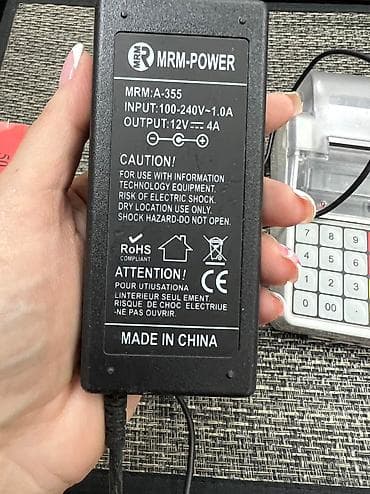 MRM
R
MRM-POWER
MRM:A-355
INPUT:100-240V~1.0A
OUTPUT:12V⎓4A
CAUTION!
FOR USE WITH INFORMATION
TECHNOLOGY EQUIPMENT.
RISK OF ELECTRIC SHOCK.
DRY LOCATION USE ONLY.
SHOCK HAZARD-DO NOT OPEN.
RoHS
COMPLIANT
CE
ATTENTION!
POUR UTIUSATIONA
LINTERIEUR SEUL EMENT.
RISQUE DE CHOC ELECTRIUE
-NE PAS OUVRIR.
MADE IN CHINA
7 8 9
4 5 6
1 2 3
0 00 .